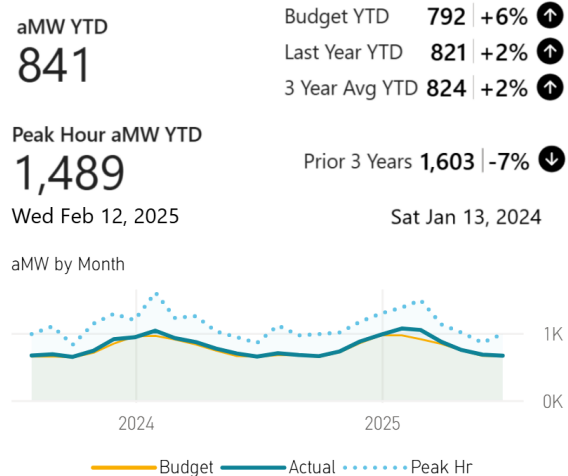 aMW YTD
841
Budget YTD 792 +6%
Last Year YTD 821 +2%
3 Year Avg YTD 824 +2%
Peak Hour aMW YTD
1,489
Prior 3 Years 1,603 -7%
Wed Feb 12, 2025
Sat Jan 13, 2024
aMW by Month
1K
0K
2024 2025
Budget Actual Peak Hr